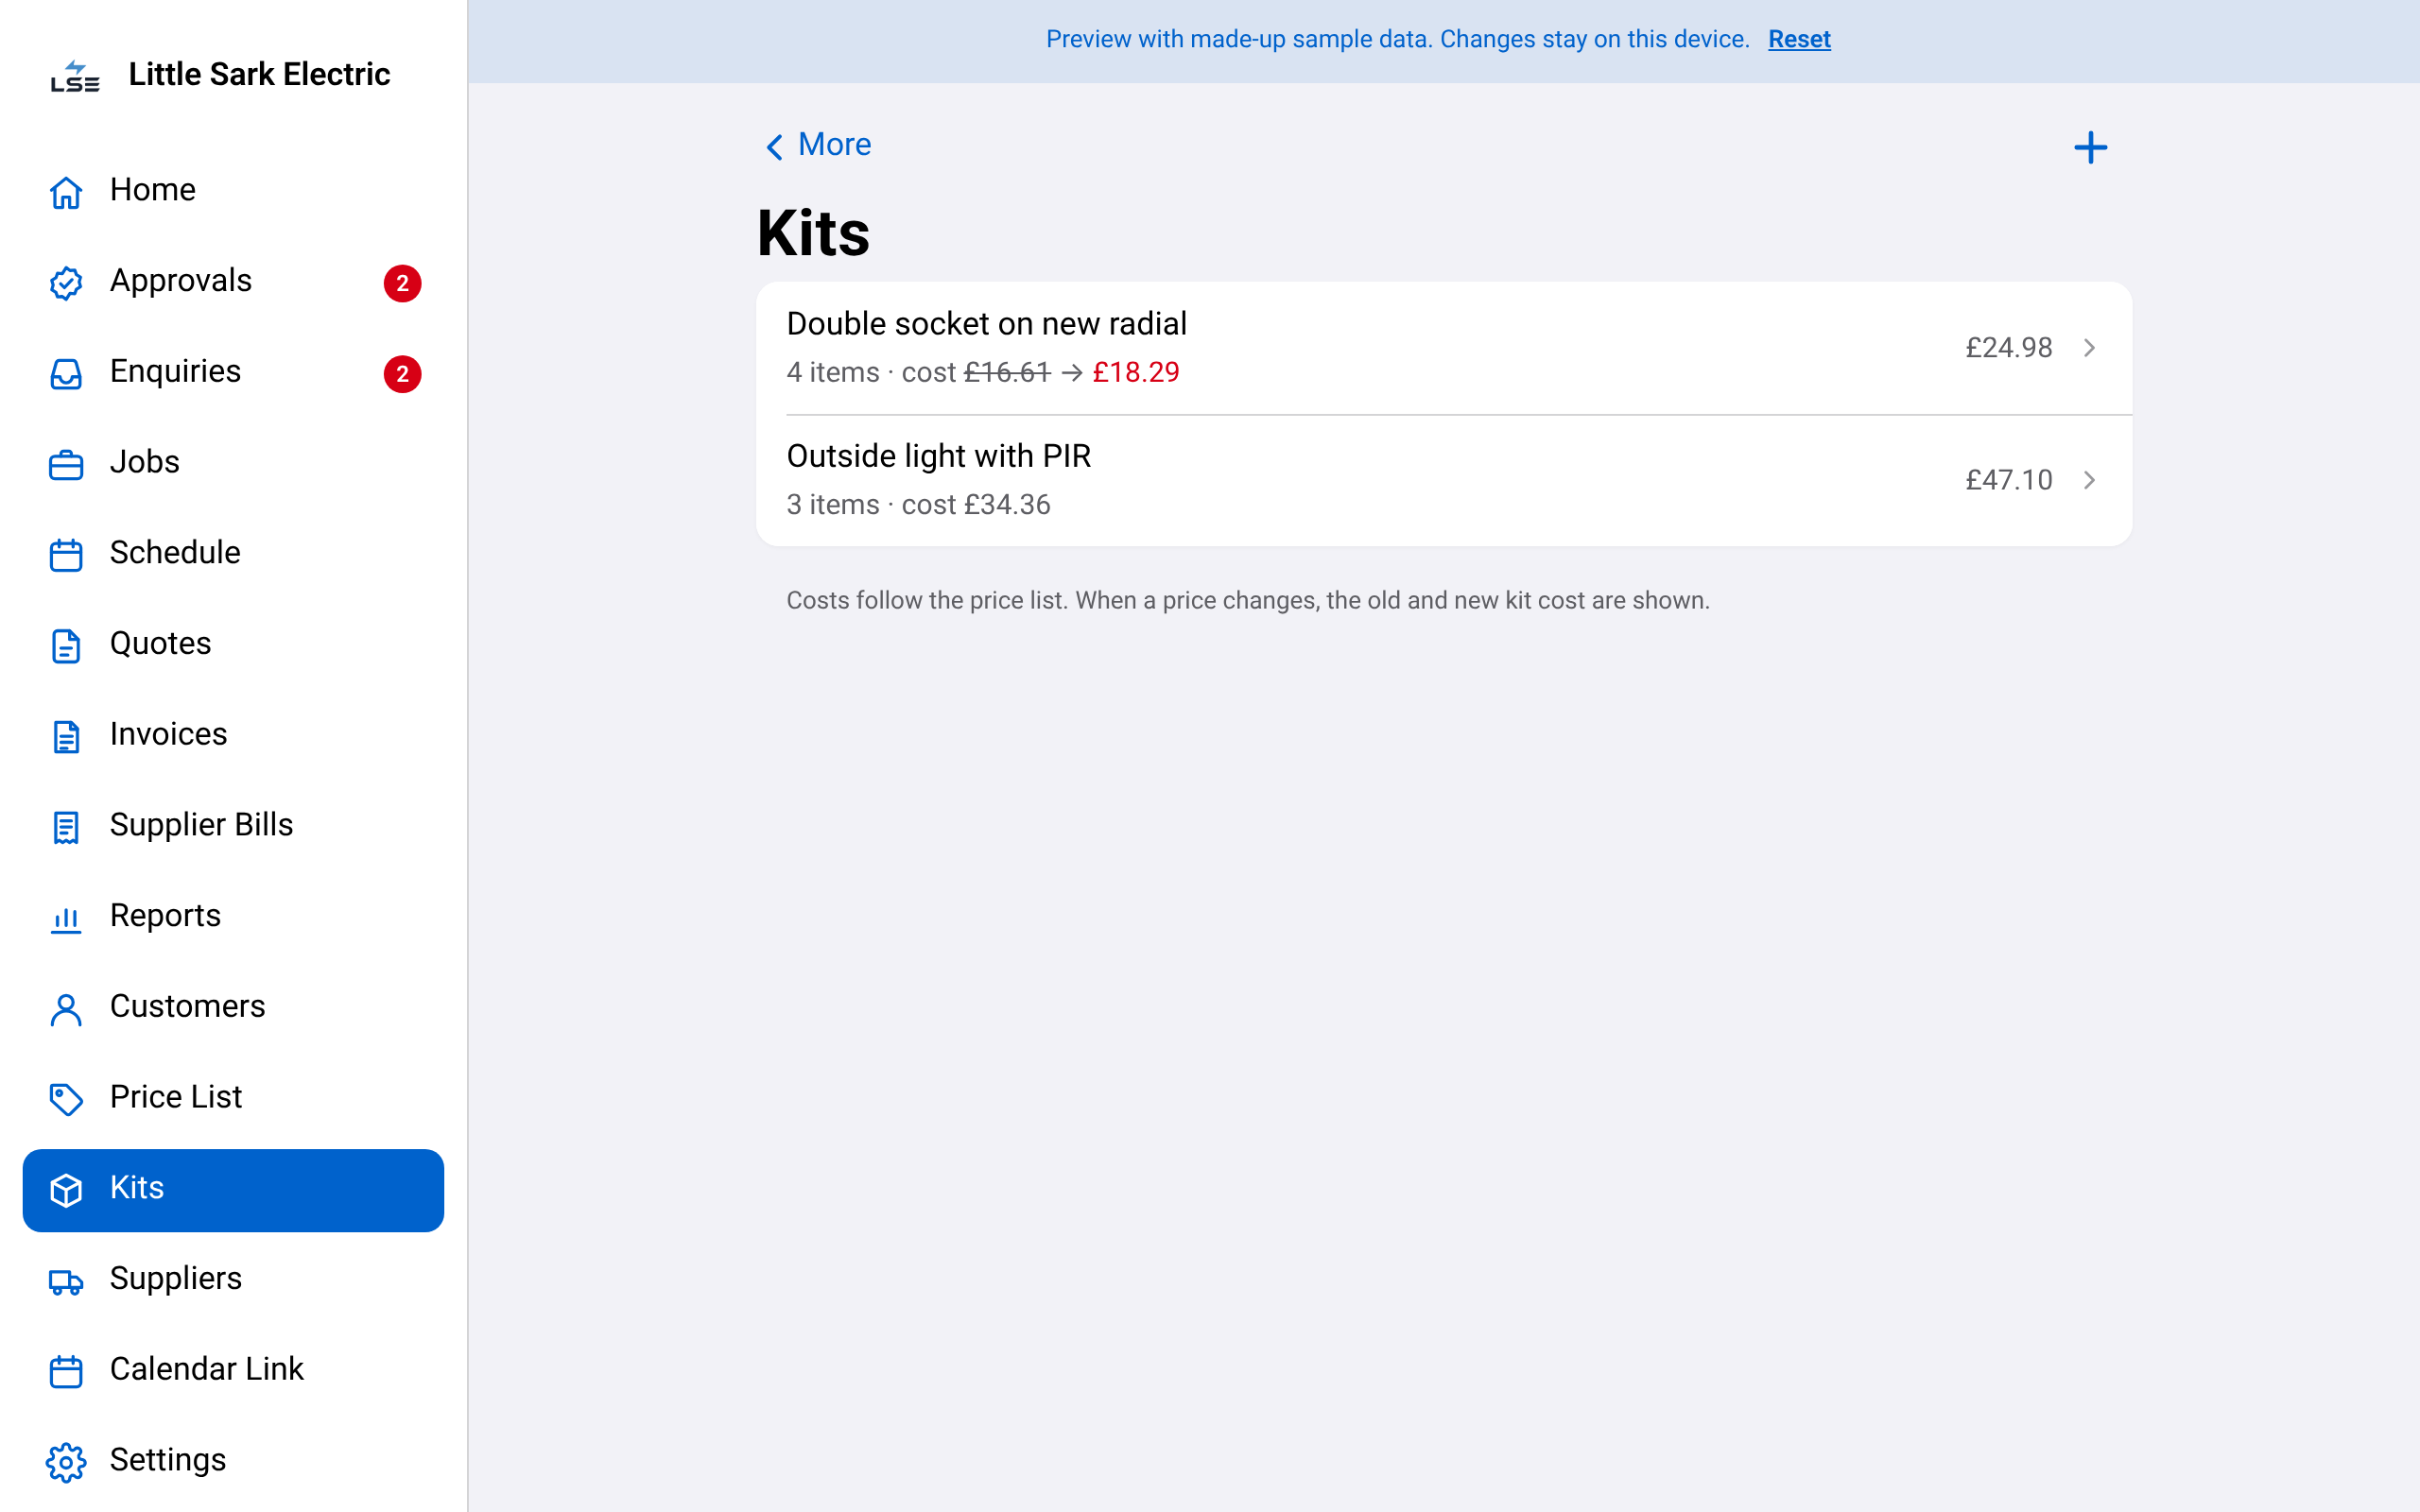 LSE Little Sark Electric
Home
Approvals 2
Enquiries 2
Jobs
Schedule
Quotes
Invoices
Supplier Bills
Reports
Customers
Price List
Kits
Suppliers
Calendar Link
Settings
Preview with made-up sample data. Changes stay on this device. Reset
More
Kits
Double socket on new radial
4 items · cost £16.61 → £18.29
£24.98
Outside light with PIR
3 items · cost £34.36
£47.10
Costs follow the price list. When a price changes, the old and new kit cost are shown.